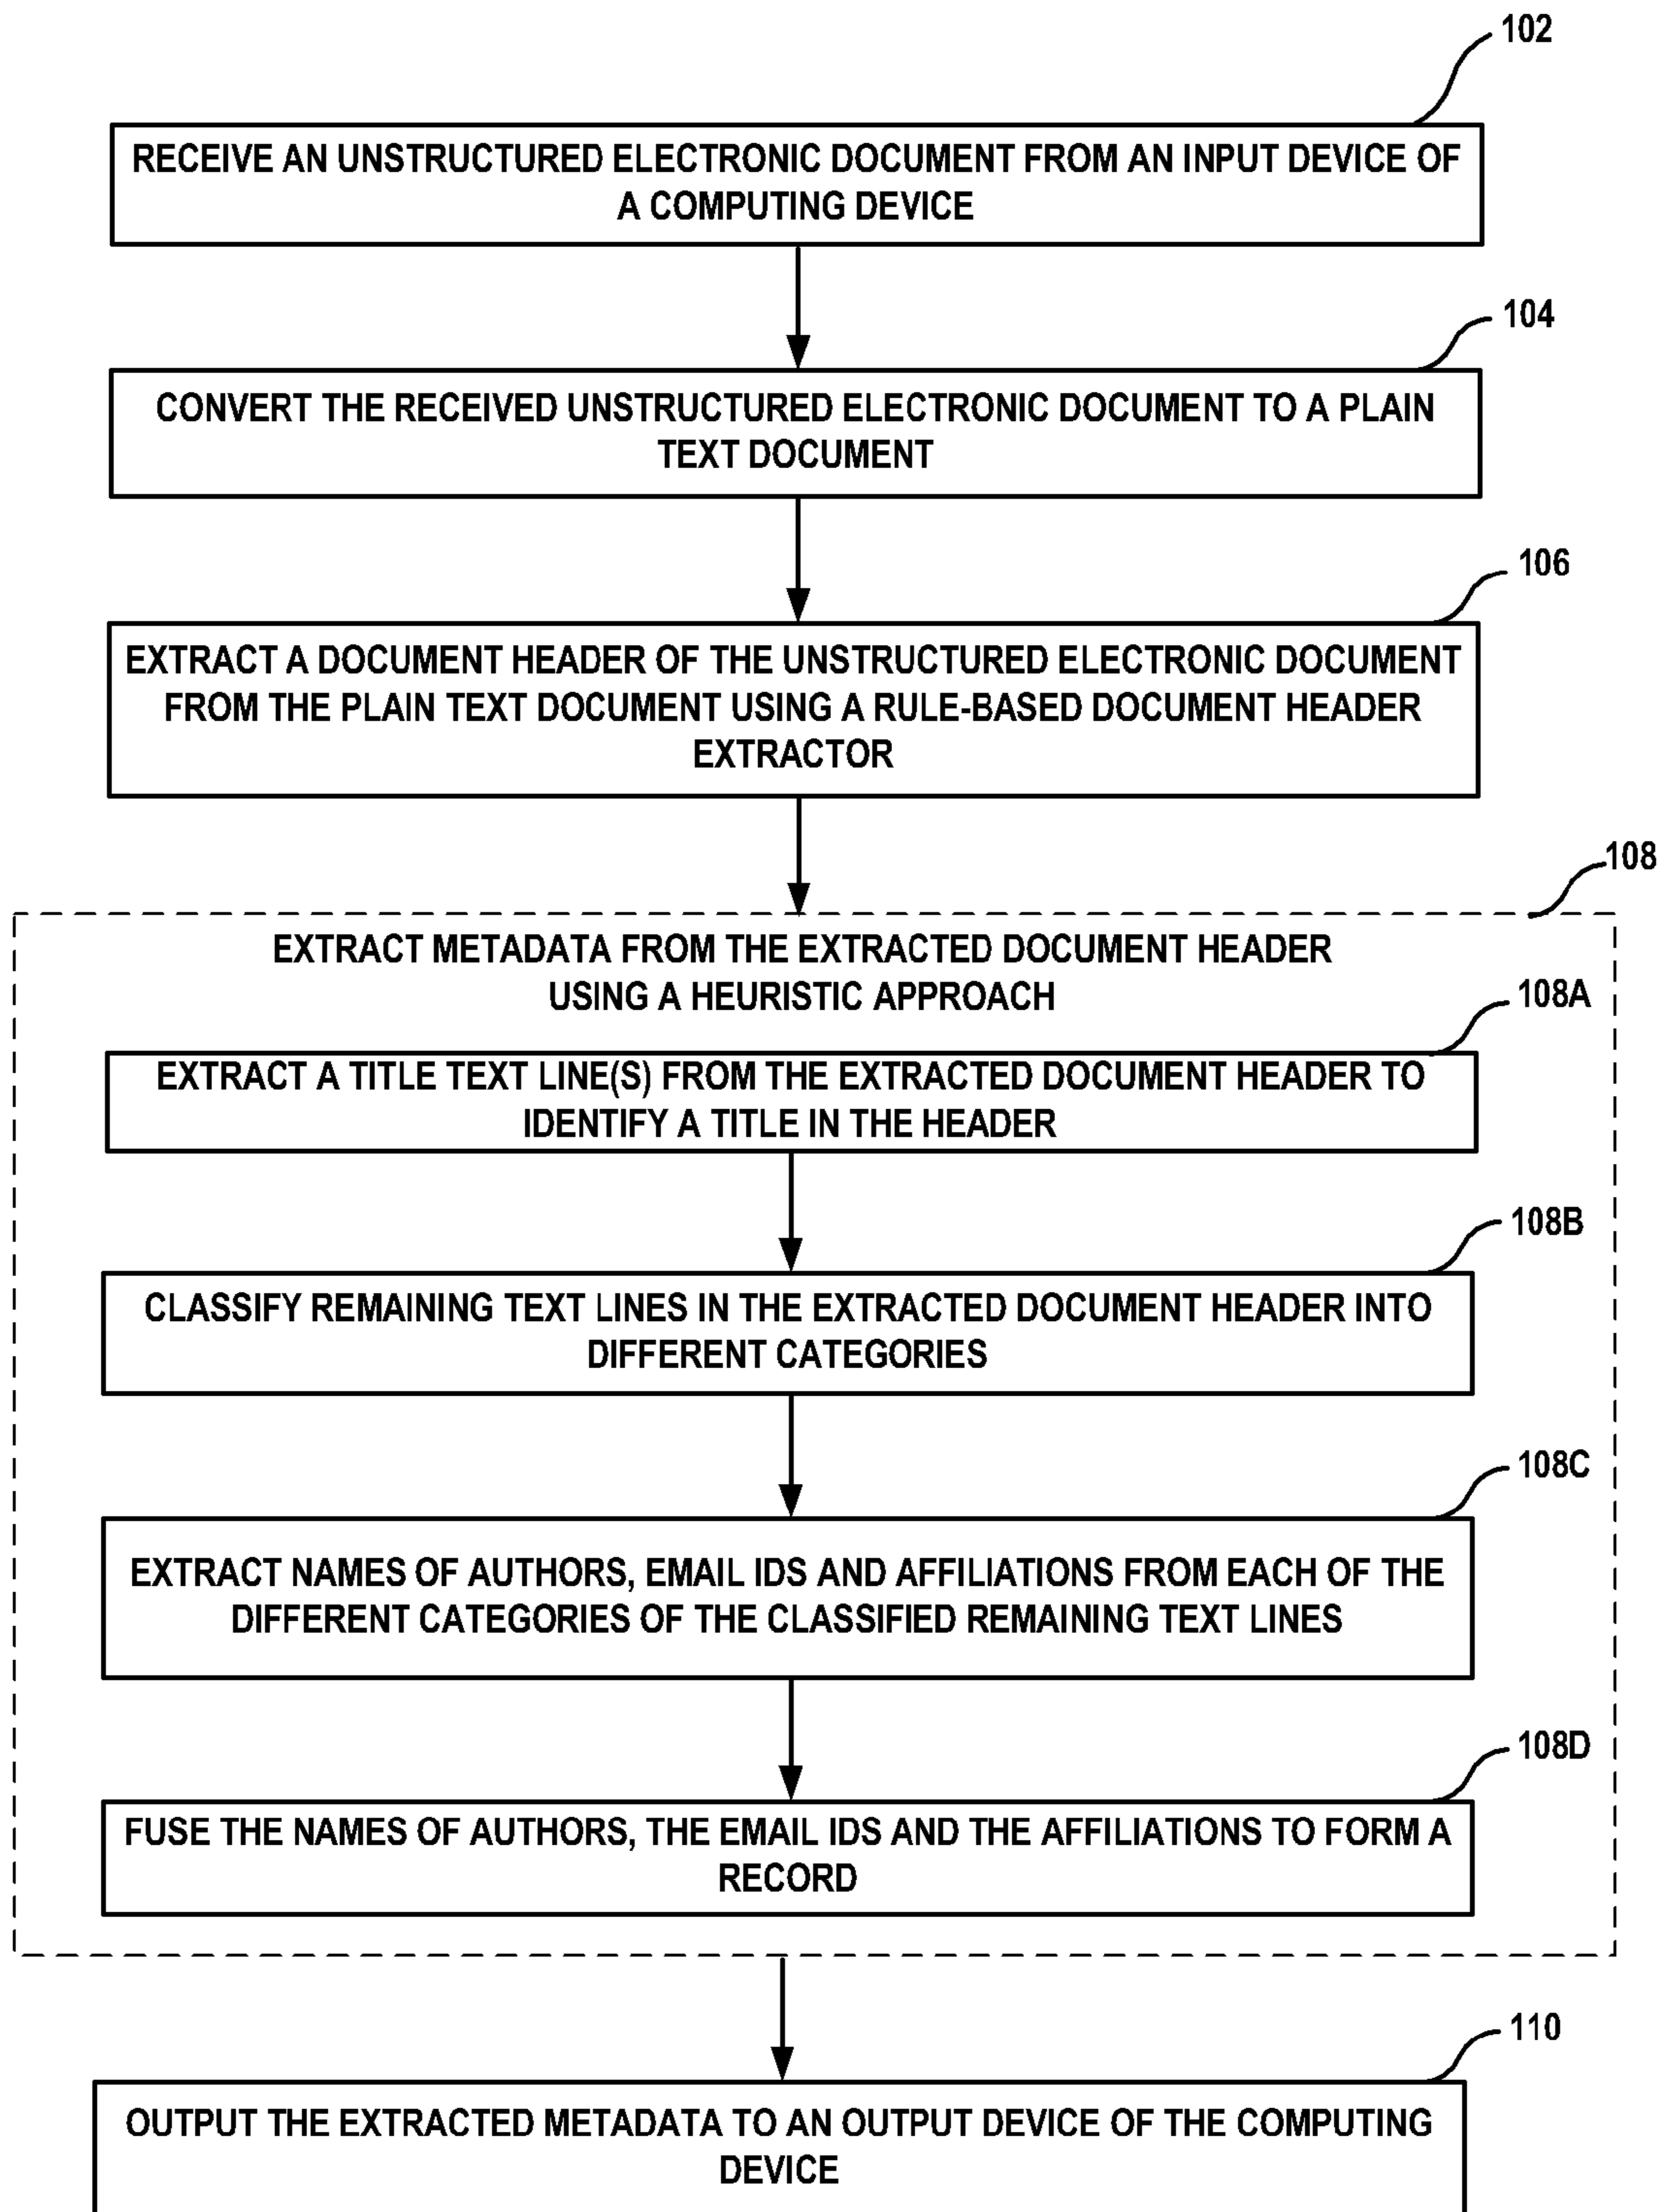 102
RECEIVE AN UNSTRUCTURED ELECTRONIC DOCUMENT FROM AN INPUT DEVICE OF
A COMPUTING DEVICE
104
CONVERT THE RECEIVED UNSTRUCTURED ELECTRONIC DOCUMENT TO A PLAIN
TEXT DOCUMENT
106
EXTRACT A DOCUMENT HEADER OF THE UNSTRUCTURED ELECTRONIC DOCUMENT
FROM THE PLAIN TEXT DOCUMENT USING A RULE-BASED DOCUMENT HEADER
EXTRACTOR
108
EXTRACT METADATA FROM THE EXTRACTED DOCUMENT HEADER
USING A HEURISTIC APPROACH
108A
EXTRACT A TITLE TEXT LINE(S) FROM THE EXTRACTED DOCUMENT HEADER TO
IDENTIFY A TITLE IN THE HEADER
108B
CLASSIFY REMAINING TEXT LINES IN THE EXTRACTED DOCUMENT HEADER INTO
DIFFERENT CATEGORIES
108C
EXTRACT NAMES OF AUTHORS, EMAIL IDS AND AFFILIATIONS FROM EACH OF THE
DIFFERENT CATEGORIES OF THE CLASSIFIED REMAINING TEXT LINES
108D
FUSE THE NAMES OF AUTHORS, THE EMAIL IDS AND THE AFFILIATIONS TO FORM A
RECORD
110
OUTPUT THE EXTRACTED METADATA TO AN OUTPUT DEVICE OF THE COMPUTING
DEVICE